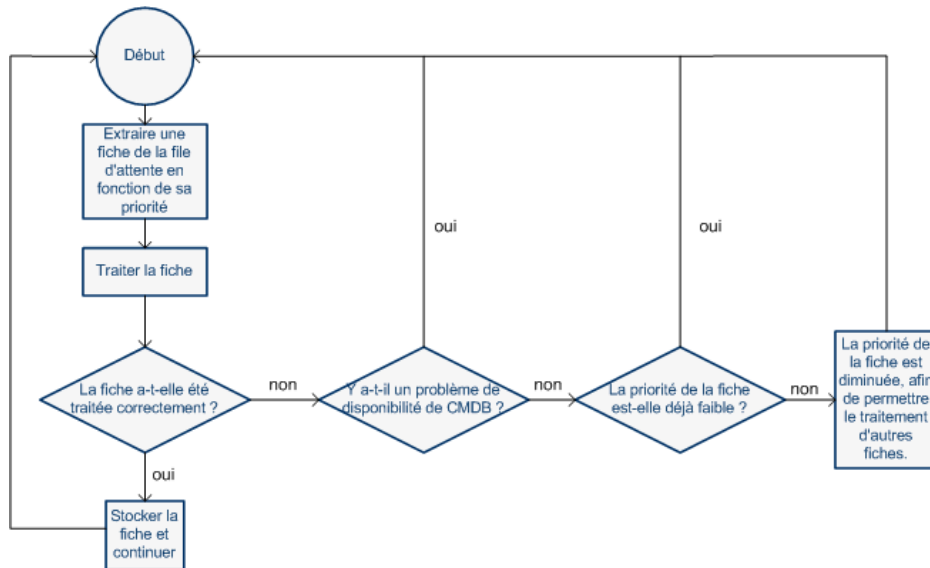 Début
Extraire une
fiche de la file
d'attente en
fonction de sa
priorité
Traiter la fiche
La fiche a-t-elle été
traitée correctement ?
non
oui
Stocker la
fiche et
continuer
Y a-t-il un problème de
disponibilité de CMDB ?
oui
non
La priorité de la fiche
est-elle déjà faible ?
oui
non
La priorité de
la fiche est
diminuée, afin
de permettre
le traitement
d'autres
fiches.